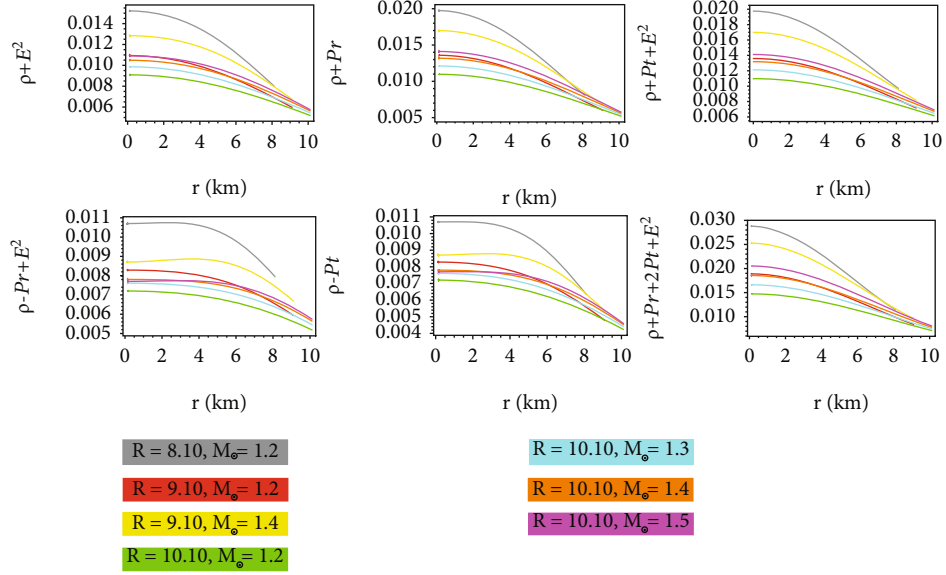 ρ+E²
0.014
0.012
0.010
0.008
0.006
0 2 4 6 8 10
r (km)
ρ+Pr
0.020
0.015
0.010
0.005
0 2 4 6 8 10
r (km)
ρ+Pt+E²
0.020
0.018
0.016
0.014
0.012
0.010
0.008
0.006
0 2 4 6 8 10
r (km)
ρ-Pr+E²
0.011
0.010
0.009
0.008
0.007
0.006
0.005
0 2 4 6 8 10
r (km)
ρ-Pt
0.011
0.010
0.009
0.008
0.007
0.006
0.005
0.004
0 2 4 6 8 10
r (km)
ρ+Pr+2Pt+E²
0.030
0.025
0.020
0.015
0.010
0 2 4 6 8 10
r (km)
R = 8.10, M⊙= 1.2
R = 9.10, M⊙= 1.2
R = 9.10, M⊙= 1.4
R = 10.10, M⊙= 1.2
R = 10.10, M⊙= 1.3
R = 10.10, M⊙= 1.4
R = 10.10, M⊙= 1.5